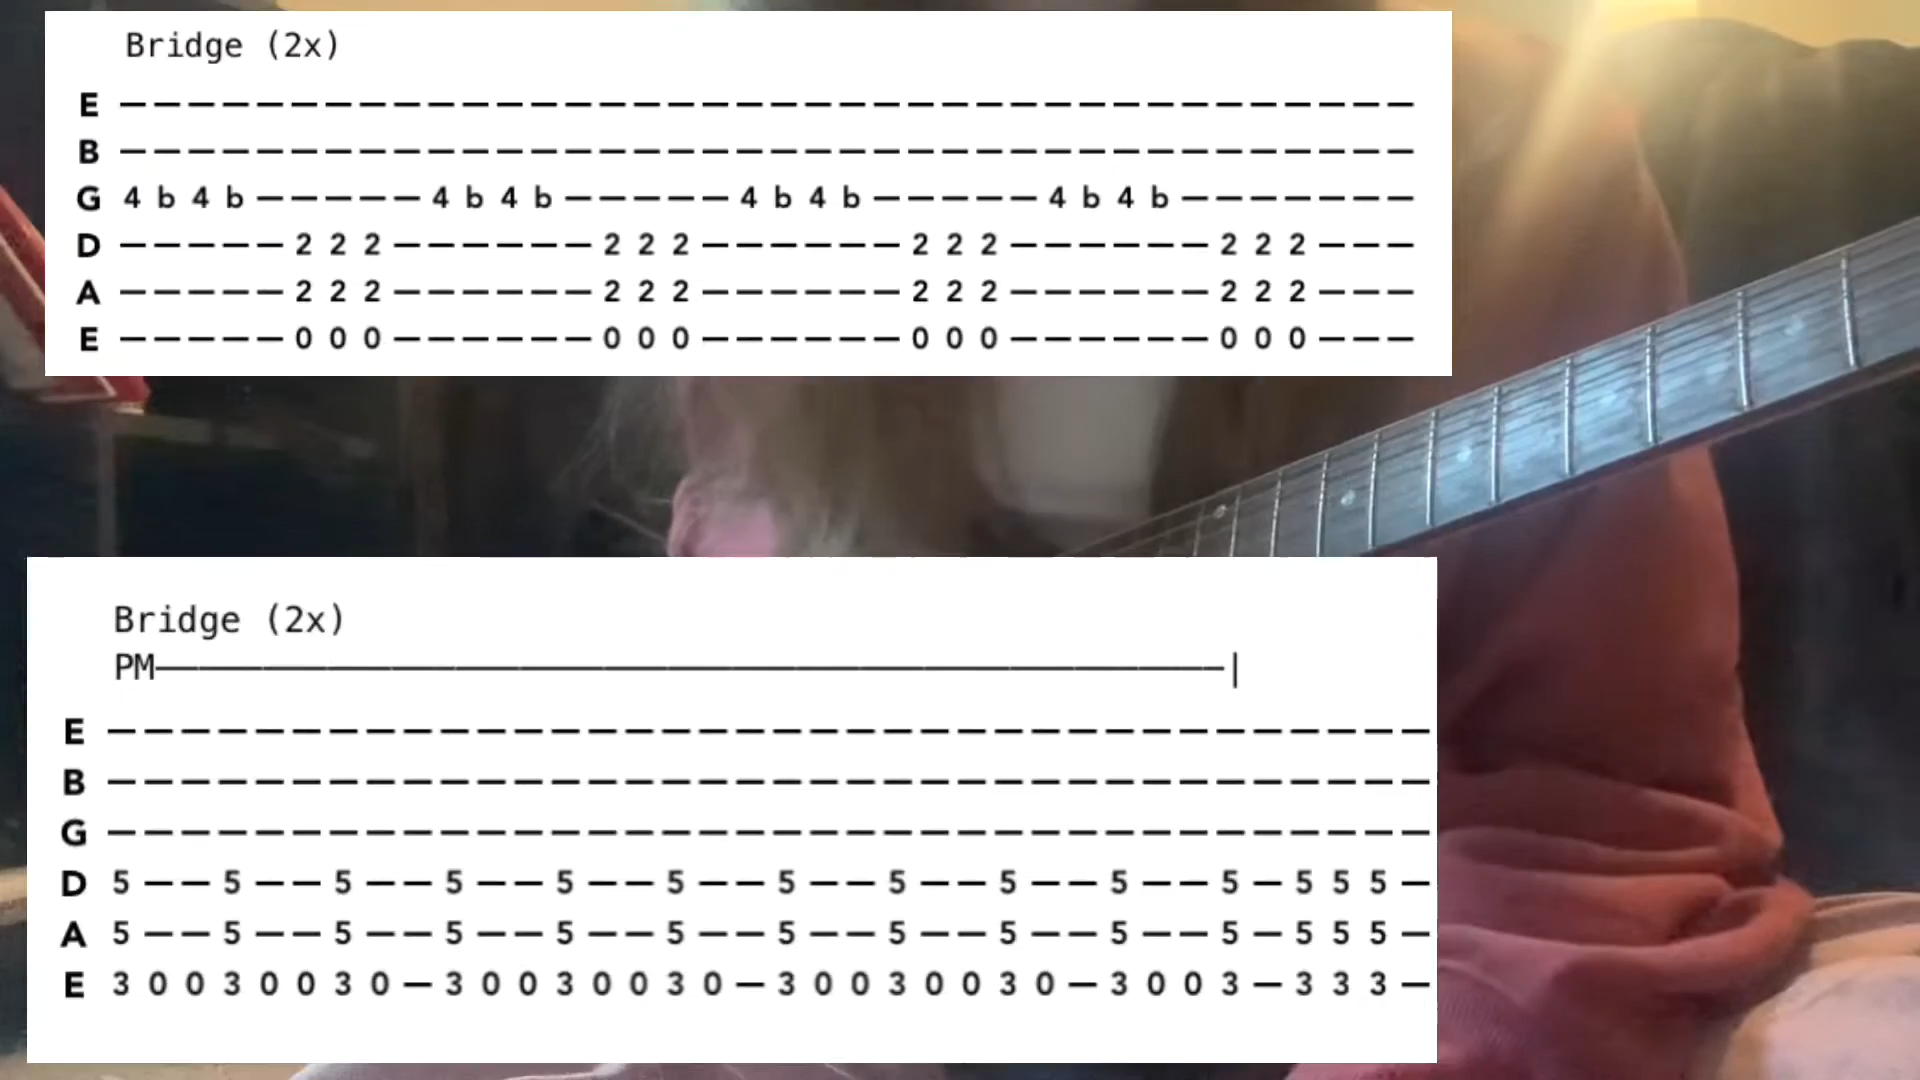 Bridge (2x)
E — — — — — — — — — — — — — — — — — — — — — — — — — — — — — — — — — — — — — —
B — — — — — — — — — — — — — — — — — — — — — — — — — — — — — — — — — — — — — —
G 4 b 4 b — — — — — 4 b 4 b — — — — — 4 b 4 b — — — — — 4 b 4 b — — — — — — —
D — — — — — 2 2 2 — — — — — — 2 2 2 — — — — — — 2 2 2 — — — — — — 2 2 2 — — —
A — — — — — 2 2 2 — — — — — — 2 2 2 — — — — — — 2 2 2 — — — — — — 2 2 2 — — —
E — — — — — 0 0 0 — — — — — — 0 0 0 — — — — — — 0 0 0 — — — — — — 0 0 0 — — —
Bridge (2x)
PM—————————————————————————|
E — — — — — — — — — — — — — — — — — — — — — — — — — — — — — — — — — — — —
B — — — — — — — — — — — — — — — — — — — — — — — — — — — — — — — — — — — —
G — — — — — — — — — — — — — — — — — — — — — — — — — — — — — — — — — — — —
D 5 — — 5 — — 5 — — 5 — — 5 — — 5 — — 5 — — 5 — — 5 — — 5 — — 5 — 5 5 5 —
A 5 — — 5 — — 5 — — 5 — — 5 — — 5 — — 5 — — 5 — — 5 — — 5 — — 5 — 5 5 5 —
E 3 0 0 3 0 0 3 0 — 3 0 0 3 0 0 3 0 — 3 0 0 3 0 0 3 0 — 3 0 0 3 — 3 3 3 —